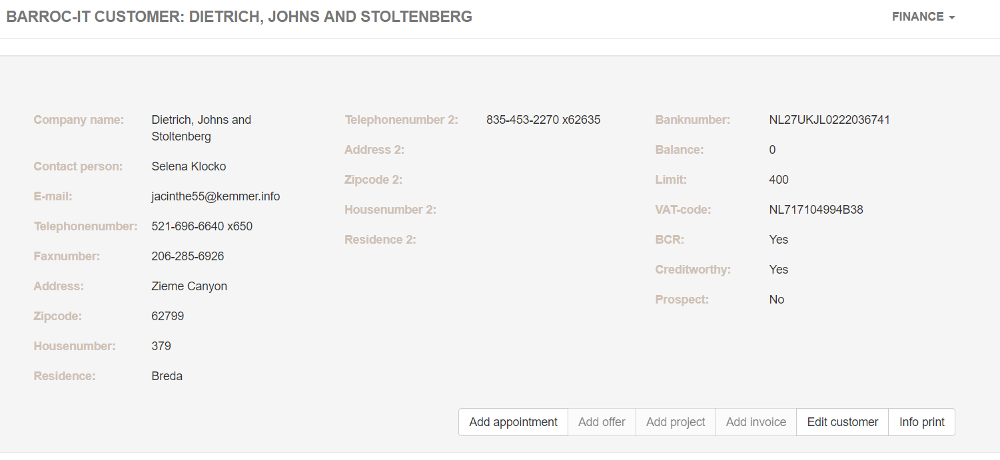 BARROC-IT CUSTOMER: DIETRICH, JOHNS AND STOLTENBERG
FINANCE
Company name: Dietrich, Johns and
Stoltenberg
Contact person: Selena Klocko
E-mail: jacinthe55@kemmer.info
Telephonenumber: 521-696-6640 x650
Faxnumber: 206-285-6926
Address: Zieme Canyon
Zipcode: 62799
Housenumber: 379
Residence: Breda
Telephonenumber 2: 835-453-2270 x62635
Address 2:
Zipcode 2:
Housenumber 2:
Residence 2:
Banknumber: NL27UKJL0222036741
Balance: 0
Limit: 400
VAT-code: NL717104994B38
BCR: Yes
Creditworthy: Yes
Prospect: No
Add appointment Add offer Add project Add invoice Edit customer Info print